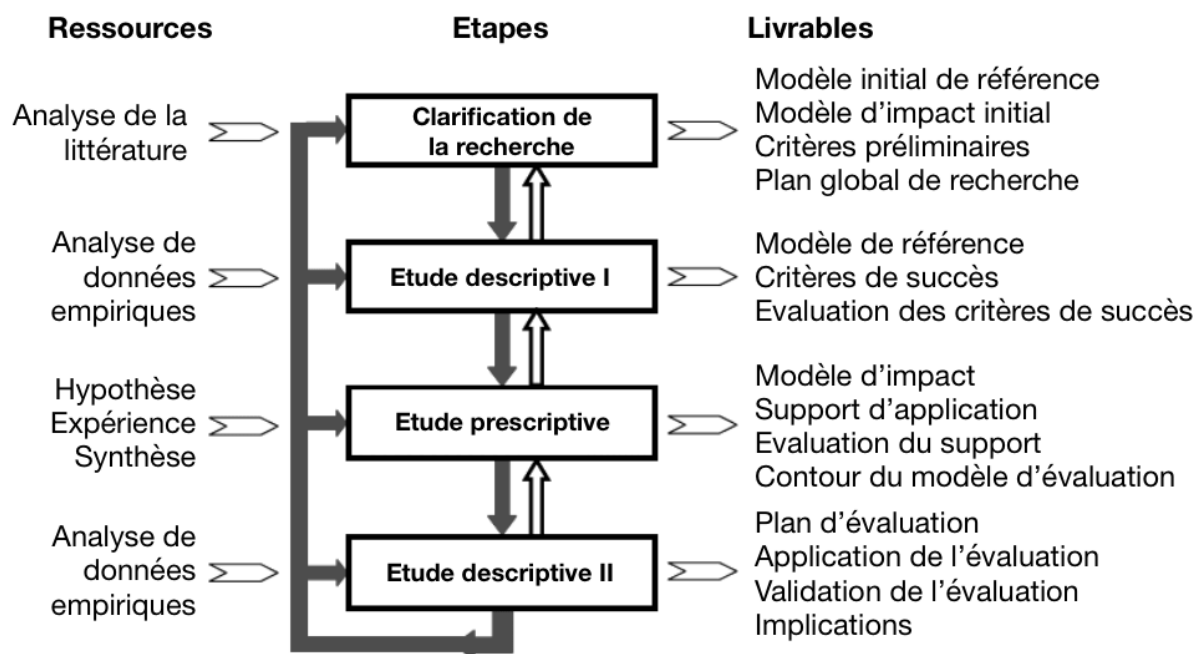 Ressources
Etapes
Livrables
Analyse de la
littérature
Clarification de
la recherche
Modèle initial de référence
Modèle d’impact initial
Critères préliminaires
Plan global de recherche
Analyse de
données
empiriques
Etude descriptive I
Modèle de référence
Critères de succès
Evaluation des critères de succès
Hypothèse
Expérience
Synthèse
Etude prescriptive
Modèle d’impact
Support d’application
Evaluation du support
Contour du modèle d’évaluation
Analyse de
données
empiriques
Etude descriptive II
Plan d’évaluation
Application de l’évaluation
Validation de l’évaluation
Implications